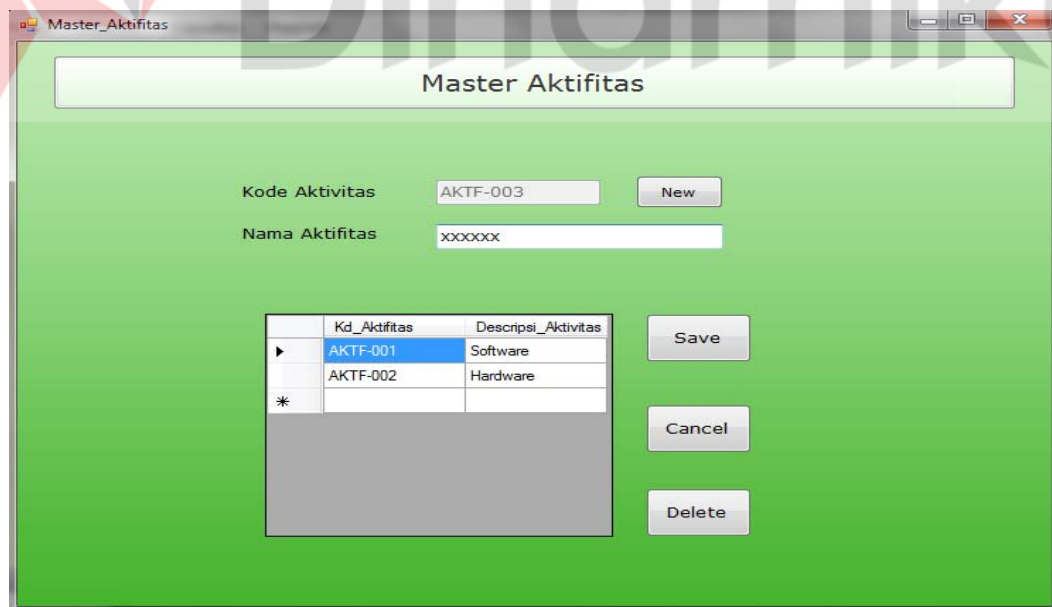 Master_Aktifitas
Master Aktifitas
Kode Aktivitas AKTF-003 New
Nama Aktifitas xxxxxx
Kd_Aktifitas Descripsi_Aktivitas
AKTF-001 Software
AKTF-002 Hardware
Save
Cancel
Delete